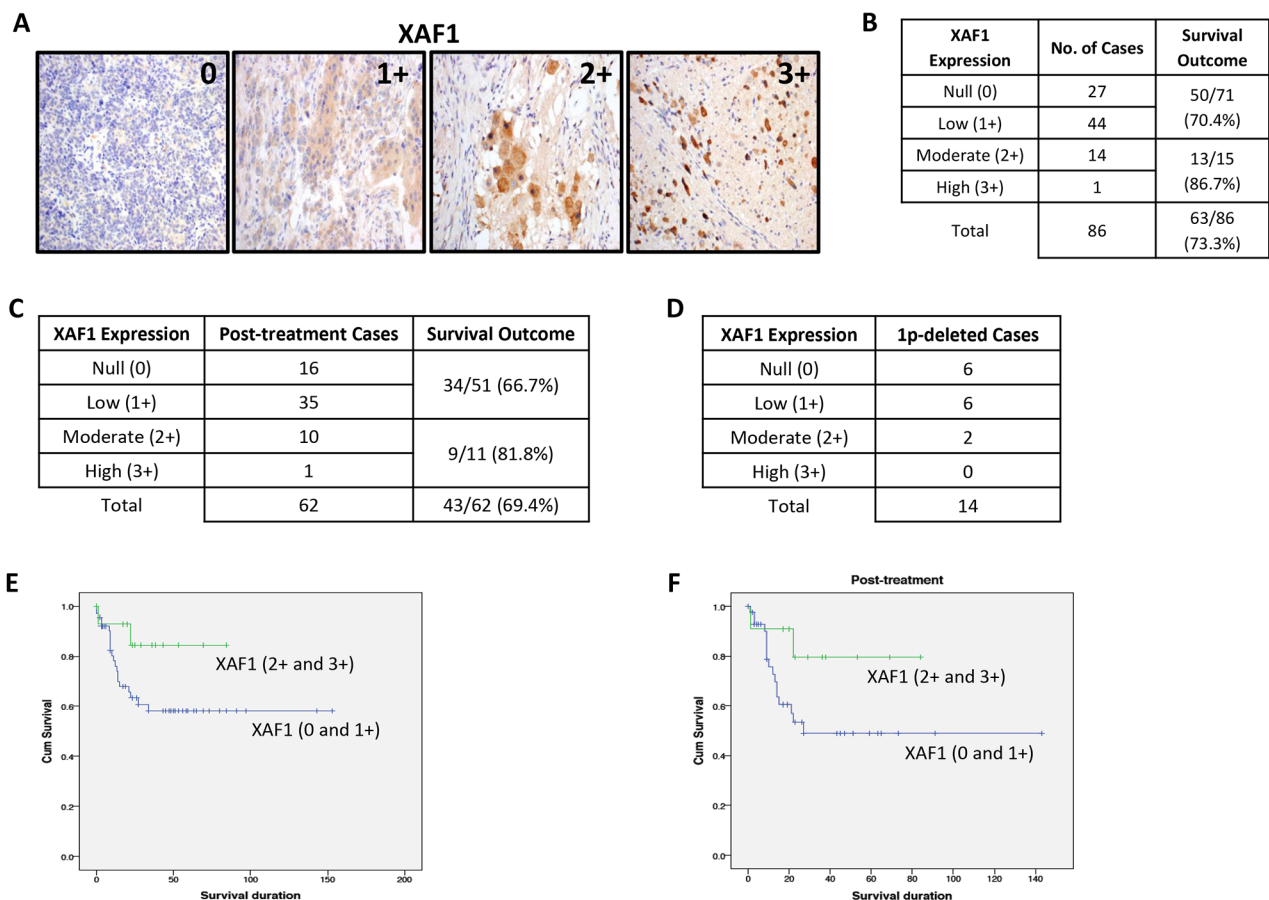 A
XAF1
0 1+ 2+ 3+
B
XAF1 Expression No. of Cases Survival Outcome
Null (0) 27 50/71 (70.4%)
Low (1+) 44
Moderate (2+) 14 13/15 (86.7%)
High (3+) 1
Total 86 63/86 (73.3%)
C
XAF1 Expression Post-treatment Cases Survival Outcome
Null (0) 16 34/51 (66.7%)
Low (1+) 35
Moderate (2+) 10 9/11 (81.8%)
High (3+) 1
Total 62 43/62 (69.4%)
D
XAF1 Expression 1p-deleted Cases
Null (0) 6
Low (1+) 6
Moderate (2+) 2
High (3+) 0
Total 14
E
Cum Survival
1.0
0.8
0.6
0.4
0.2
0.0
XAF1 (2+ and 3+)
XAF1 (0 and 1+)
0 50 100 150 200
Survival duration
F
Post-treatment
Cum Survival
1.0
0.8
0.6
0.4
0.2
0.0
XAF1 (2+ and 3+)
XAF1 (0 and 1+)
0 20 40 60 80 100 120 140
Survival duration